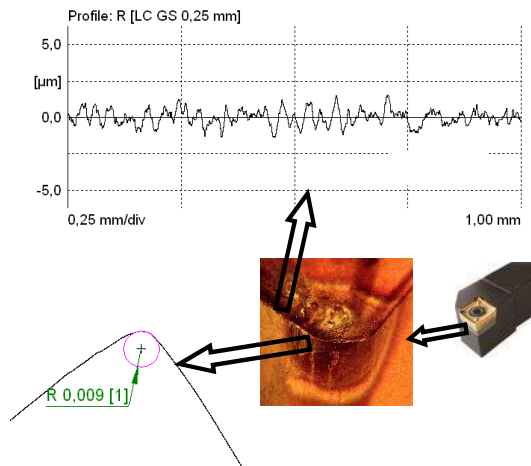 Profile: R [LC GS 0,25 mm]
5,0
[µm]
0,0
-5,0
0,25 mm/div
1,00 mm
R 0,009 [1]